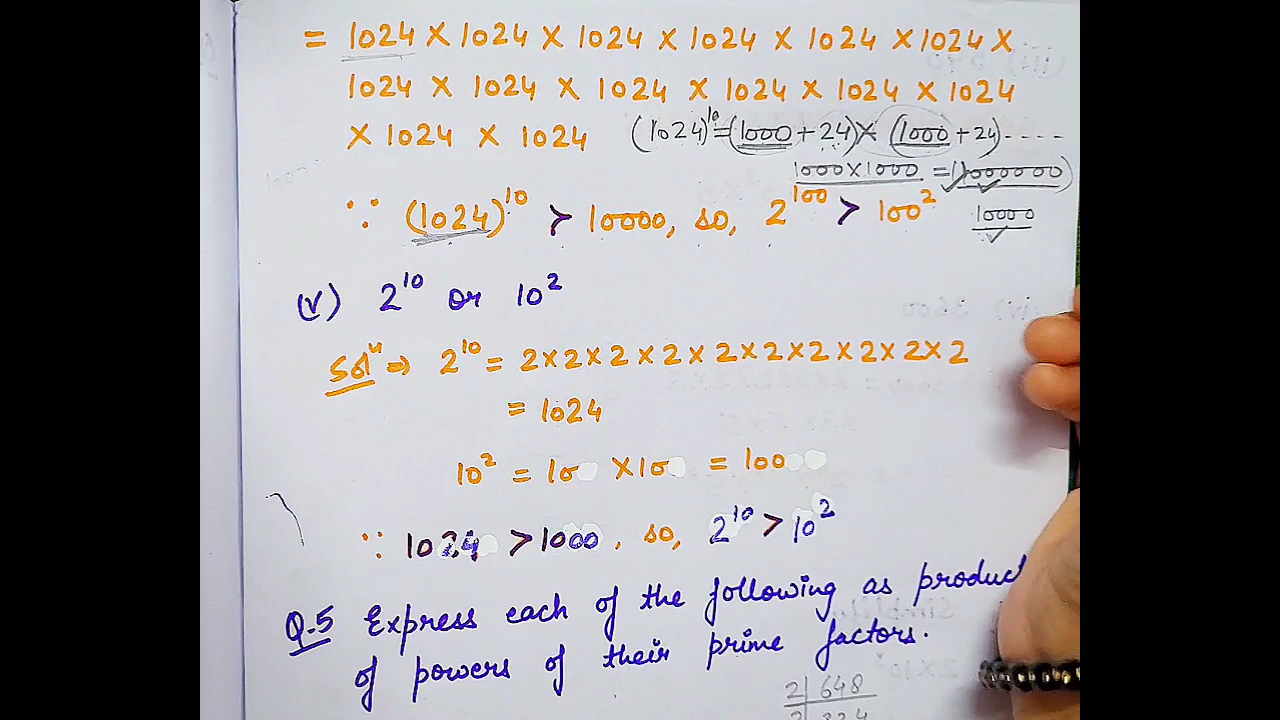 = 1024 × 1024 × 1024 × 1024 × 1024 × 1024 ×
1024 × 1024 × 1024 × 1024 × 1024 × 1024
× 1024 × 1024 (1024)¹⁰=(1000+24)× (1000+24)-----
1000×1000 = (1000000)
∵ (1024)¹⁰ > 10000, so, 2¹⁰⁰ > 100² 10000
(v) 2¹⁰ or 10²
Solⁿ ⇒ 2¹⁰ = 2×2×2×2×2×2×2×2×2×2
= 1024
10² = 10 ×10 = 100
∵ 1024 > 1000, so, 2¹⁰ > 10²
Q.5 Express each of the following as product
of powers of their prime factors.
2 648
2 324